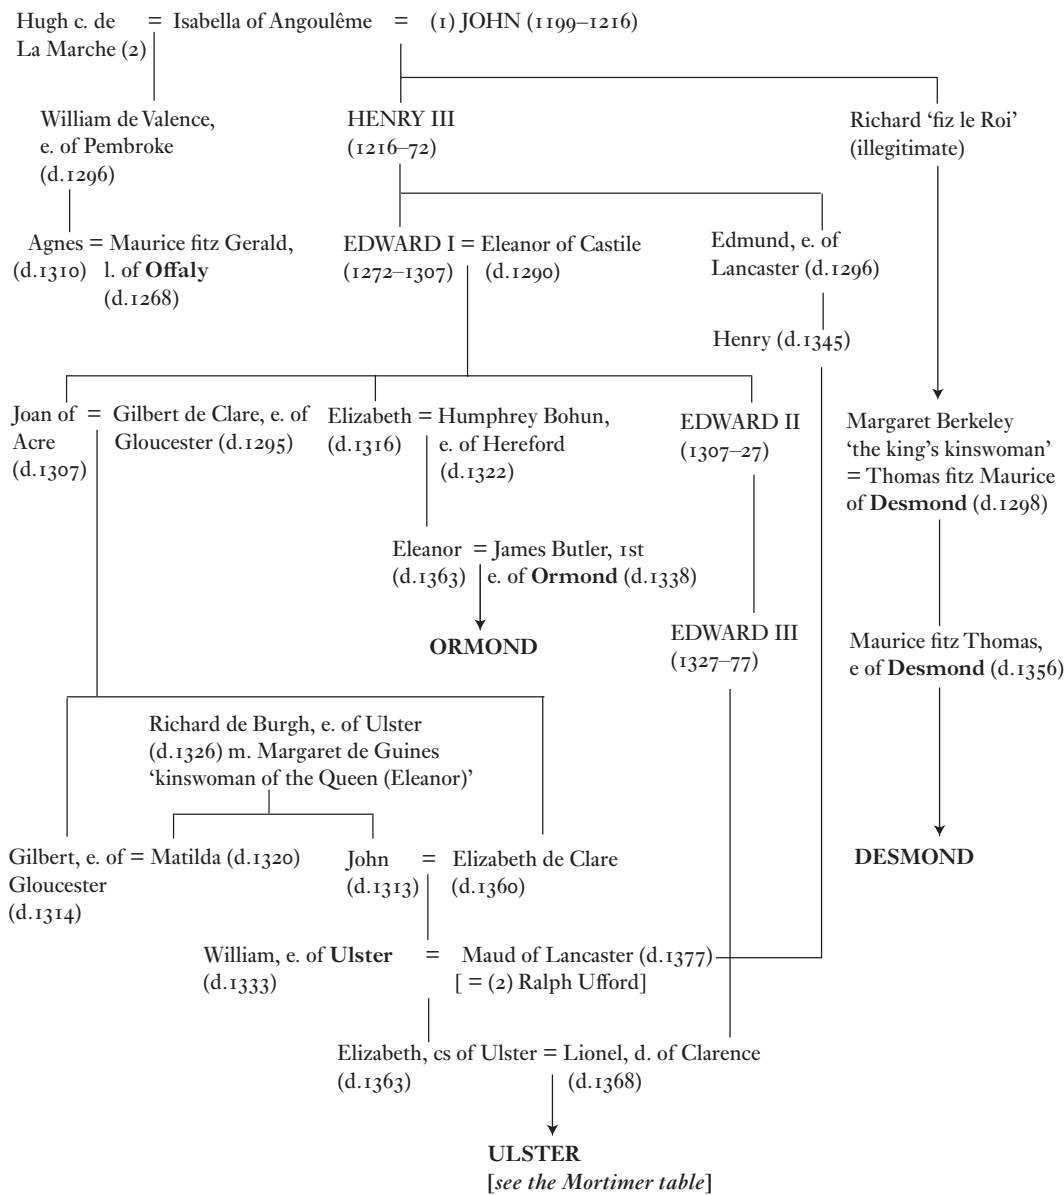 Hugh c. de = Isabella of Angoulême = (1) JOHN (1199–1216)
La Marche (2)
William de Valence,
e. of Pembroke
(d.1296)
HENRY III
(1216–72)
Richard ‘fiz le Roi’
(illegitimate)
Agnes = Maurice fitz Gerald,
(d.1310) l. of Offaly
(d.1268)
EDWARD I = Eleanor of Castile
(1272–1307) (d.1290)
Edmund, e. of
Lancaster (d.1296)
Henry (d.1345)
Joan of = Gilbert de Clare, e. of
Acre Gloucester (d.1295)
(d.1307)
Elizabeth = Humphrey Bohun,
(d.1316) e. of Hereford
(d.1322)
EDWARD II
(1307–27)
Margaret Berkeley
‘the king’s kinswoman’
= Thomas fitz Maurice
of Desmond (d.1298)
Eleanor = James Butler, 1st
(d.1363) e. of Ormond (d.1338)
ORMOND
EDWARD III
(1327–77)
Maurice fitz Thomas,
e of Desmond (d.1356)
Richard de Burgh, e. of Ulster
(d.1326) m. Margaret de Guines
‘kinswoman of the Queen (Eleanor)’
Gilbert, e. of = Matilda (d.1320)
Gloucester
(d.1314)
John = Elizabeth de Clare
(d.1313) (d.1360)
DESMOND
William, e. of Ulster = Maud of Lancaster (d.1377)
(d.1333) [ = (2) Ralph Ufford]
Elizabeth, cs of Ulster = Lionel, d. of Clarence
(d.1363) (d.1368)
ULSTER
[see the Mortimer table]